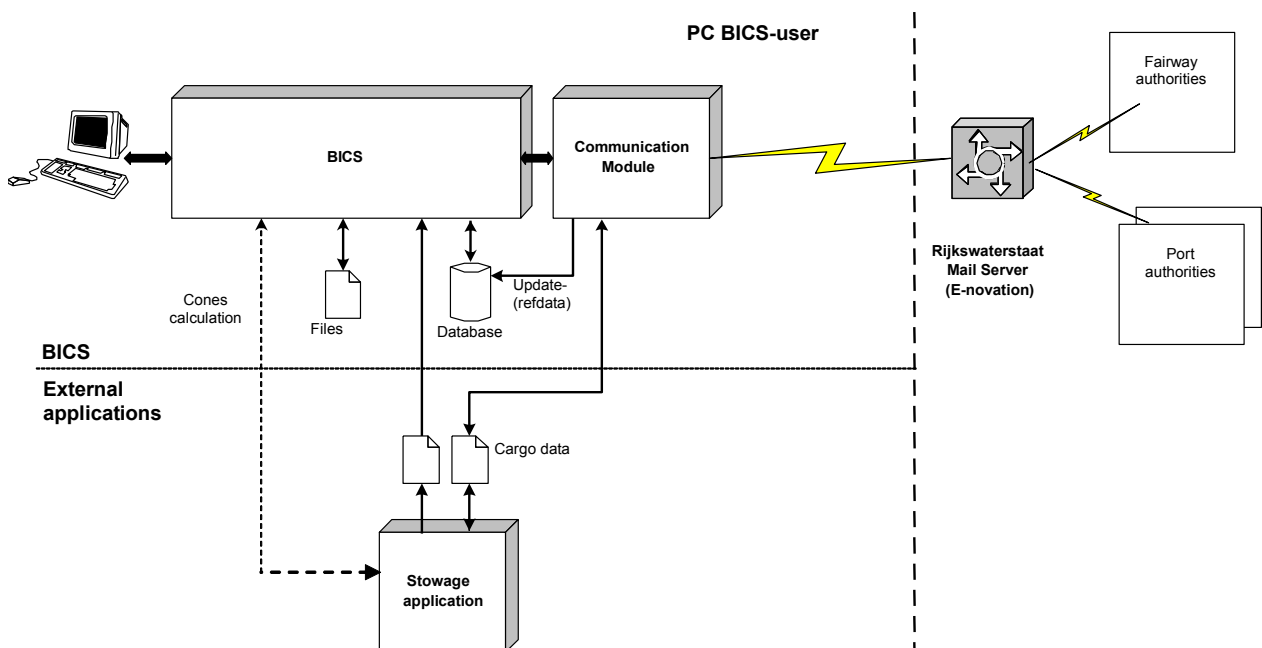 PC BICS-user
Fairway
authorities
BICS
Communication
Module
Rijkswaterstaat
Mail Server
(E-novation)
Port
authorities
Cones
calculation
Files
Database
Update-
(refdata)
BICS
External
applications
Cargo data
Stowage
application